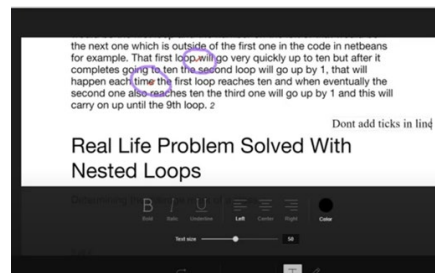 the next one which is outside of the first one in the code in netbeans
for example. That first loop will go very quickly up to ten but after it
completes going to ten the second loop will go up by 1, that will
happen each time the first loop reaches ten and when eventually the
second one also reaches ten the third one will go up by 1 and this will
carry on up until the 9th loop. 2
Dont add ticks in line
Real Life Problem Solved With
Nested Loops
B I U
Bold Italic Underline Left Center Right Color
Text size 58
T